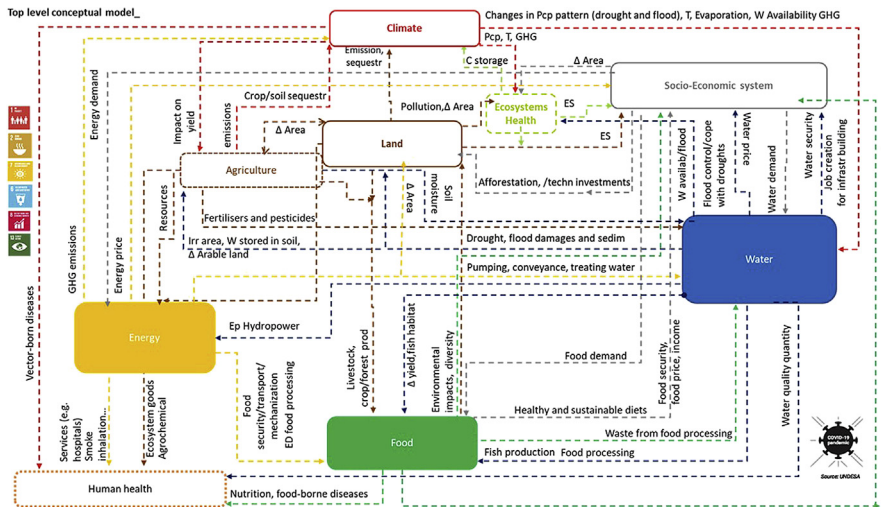 Top level conceptual model_
Changes in Pcp pattern (drought and flood), T, Evaporation, W Availability GHG
Climate
Pcp, T, GHG
Emission,
sequestr
C storage
Δ Area
Socio-Economic system
Energy demand
Impact on
yield
emissions
Crop/soil sequestr
Pollution,Δ Area
Ecosystems
Health
ES
Δ Area
Land
ES
Agriculture
W availab/flood
Flood control/cope
with droughts
Water price
Water demand
Water security
Job creation
for infrastr building
Resources
Δ Area
Soil
moisture
Afforestation, /techn investments
Fertilisers and pesticides
Irr area, W stored in soil,
Δ Arable land
Drought, flood damages and sedim
Water
GHG emissions
Energy price
Pumping, conveyance, treating water
Vector-born diseases
Energy
Ep Hydropower
Livestock,
crop/forest prod
Δ yield,fish habitat
Environmental
impacts, diversity
Food demand
Food security,
food price, income
Water quality quantity
Services (e.g.
hospitals)
Smoke
inhalation...
Ecosystem goods
Agrochemical
Food
security/transport/
mechanization
ED food processing
Healthy and sustainable diets
Waste from food processing
Food
Fish production
Food processing
COVID-19
pandemic
Source: UNDESA
Human health
Nutrition, food-borne diseases